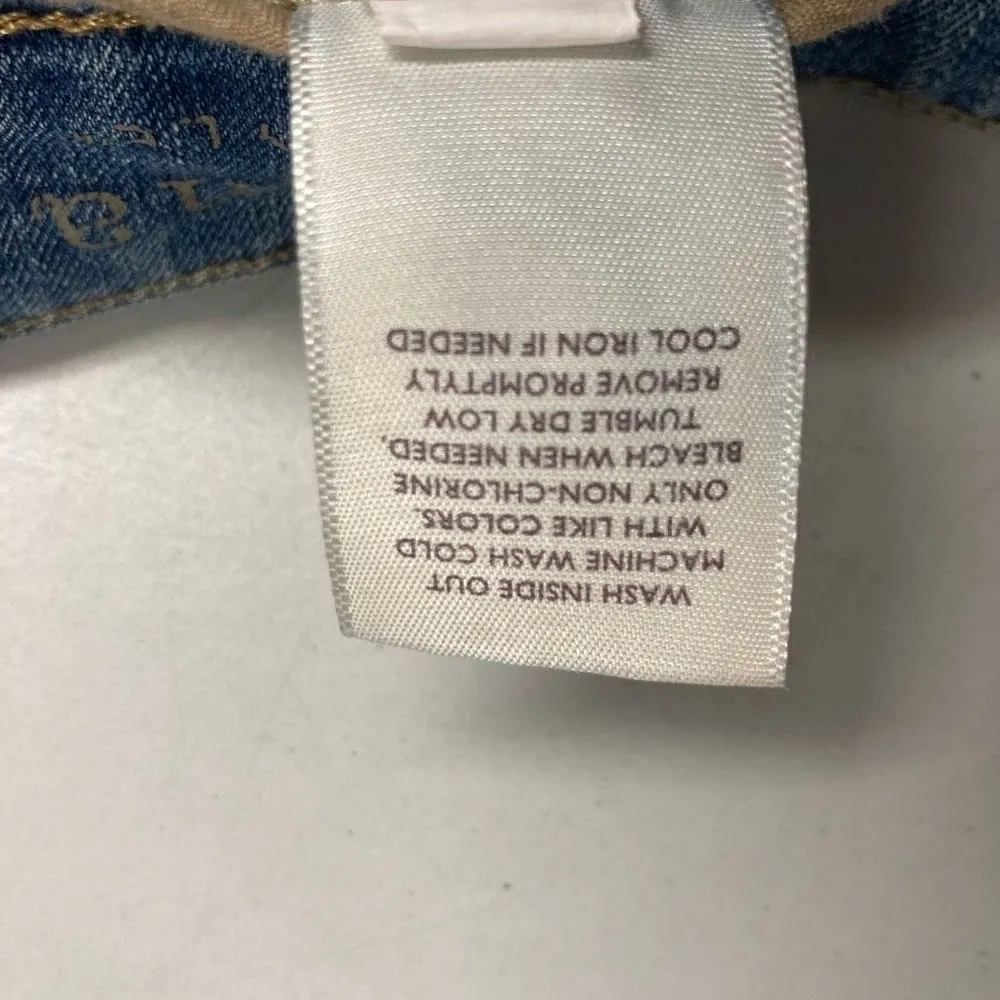 WASH INSIDE OUT
MACHINE WASH COLD
WITH LIKE COLORS.
ONLY NON-CHLORINE
BLEACH WHEN NEEDED.
TUMBLE DRY LOW
REMOVE PROMPTYLY
COOL IRON IF NEEDED